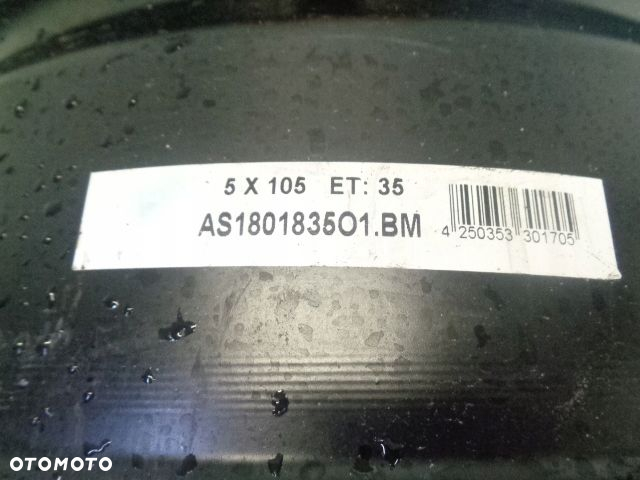 5 X 105 ET: 35
AS1801835O1.BM
4 250353 301705
OTOMOTO